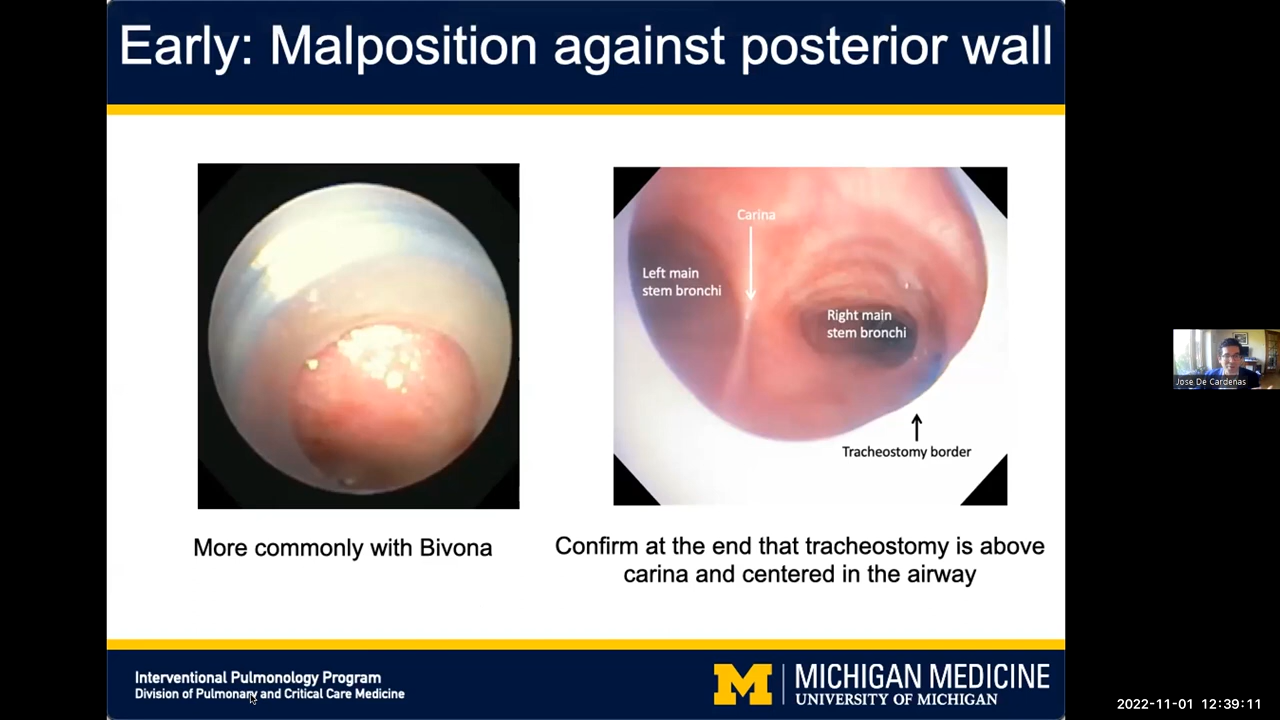 Early: Malposition against posterior wall
Carina
Left main
stem bronchi
Right main
stem bronchi
Tracheostomy border
More commonly with Bivona
Confirm at the end that tracheostomy is above
carina and centered in the airway
Jose De Cardenas
Interventional Pulmonology Program
Division of Pulmonary and Critical Care Medicine
M
MICHIGAN MEDICINE
UNIVERSITY OF MICHIGAN
2022-11-01 12:39:11